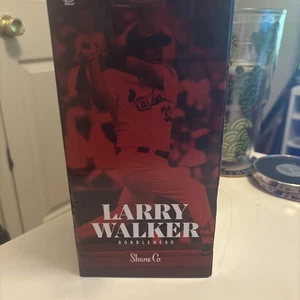 LARRY
WALKER
BOBBLEHEAD
Shane Co.